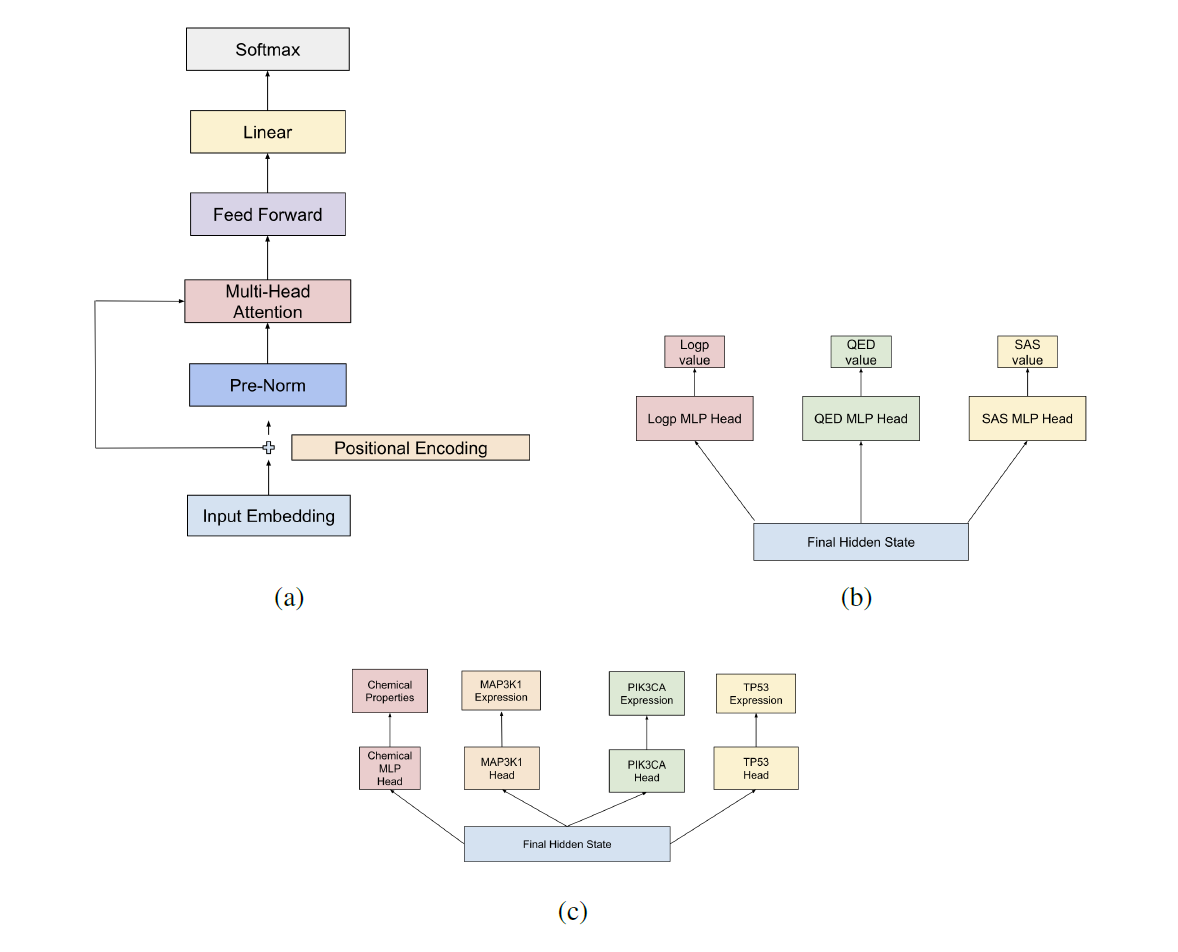 Softmax
Linear
Feed Forward
Multi-Head
Attention
Pre-Norm
Positional Encoding
Input Embedding
(a)
Logp
value
QED
value
SAS
value
Logp MLP Head
QED MLP Head
SAS MLP Head
Final Hidden State
(b)
Chemical
Properties
MAP3K1
Expression
PIK3CA
Expression
TP53
Expression
Chemical
MLP
Head
MAP3K1
Head
PIK3CA
Head
TP53
Head
Final Hidden State
(c)